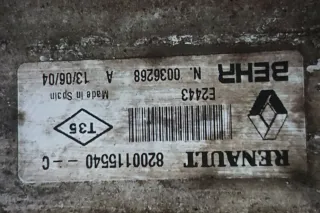 RENAULT 8200115540 - C
E2443
T35
Made in Spain
BEHR N. 0036268 A 13/06/04